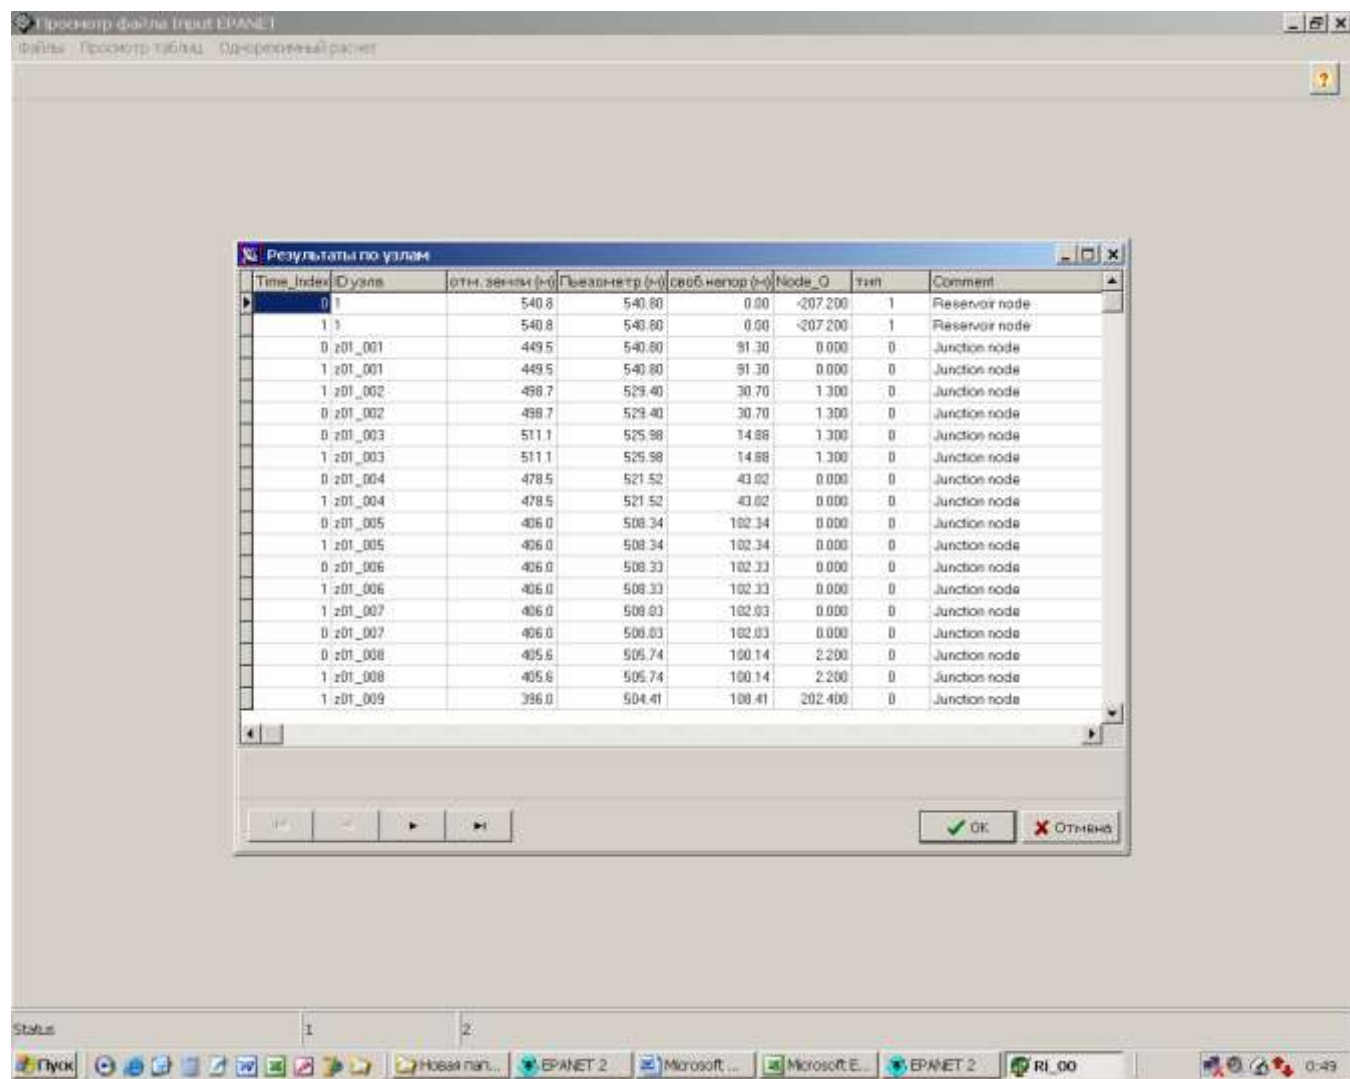 Просмотр файла Input EPANET
Файлы Просмотр таблиц Однорежимный расчет
Результаты по узлам
Time_Index ID узла отм. земли (м) Пьезометр (м) своб.напор (м) Node_Q тип Comment
0 1 540.8 540.80 0.00 -207.200 1 Reservoir node
1 1 540.8 540.80 0.00 -207.200 1 Reservoir node
0 z01_001 449.5 540.80 91.30 0.000 0 Junction node
1 z01_001 449.5 540.80 91.30 0.000 0 Junction node
1 z01_002 498.7 529.40 30.70 1.300 0 Junction node
0 z01_002 498.7 529.40 30.70 1.300 0 Junction node
0 z01_003 511.1 525.98 14.88 1.300 0 Junction node
1 z01_003 511.1 525.98 14.88 1.300 0 Junction node
0 z01_004 478.5 521.52 43.02 0.000 0 Junction node
1 z01_004 478.5 521.52 43.02 0.000 0 Junction node
0 z01_005 406.0 508.34 102.34 0.000 0 Junction node
1 z01_005 406.0 508.34 102.34 0.000 0 Junction node
0 z01_006 406.0 508.33 102.33 0.000 0 Junction node
1 z01_006 406.0 508.33 102.33 0.000 0 Junction node
1 z01_007 406.0 508.03 102.03 0.000 0 Junction node
0 z01_007 406.0 508.03 102.03 0.000 0 Junction node
0 z01_008 405.6 505.74 100.14 2.200 0 Junction node
1 z01_008 405.6 505.74 100.14 2.200 0 Junction node
1 z01_009 396.0 504.41 108.41 202.400 0 Junction node
OK Отмена
Status 1 2
Пуск Новая пап... EPANET 2 Microsoft ... Microsoft E... EPANET 2 RI_00 0:49